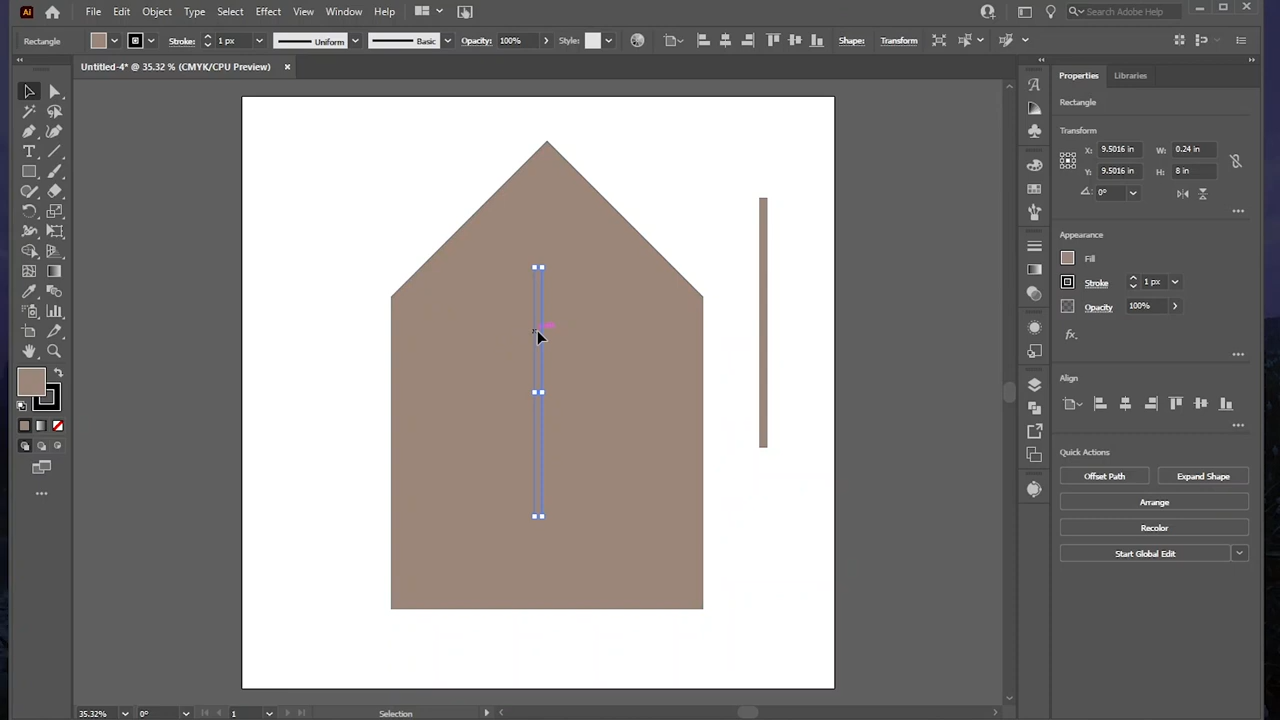 Ai File Edit Object Type Select Effect View Window Help Search Adobe Help
Rectangle Stroke: 1 px Uniform Basic Opacity: 100% Style: Shape: Transform
Untitled-4* @ 35.32 % (CMYK/CPU Preview) ×
Properties Libraries
Rectangle
Transform
X: 9.5016 in W: 0.24 in
Y: 9.5016 in H: 8 in
0°
Appearance
Fill
Stroke 1 px
Opacity 100%
fx
Align
Quick Actions
Offset Path Expand Shape
Arrange
Recolor
Start Global Edit
35.32% 0° 1 Selection